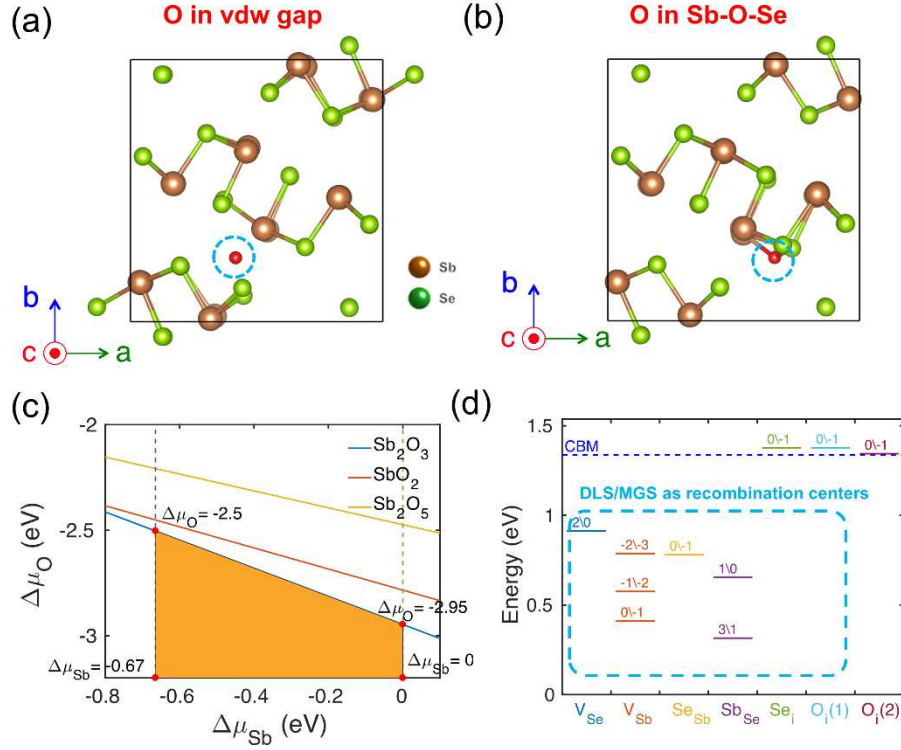 (a)
O in vdw gap
(b)
O in Sb-O-Se
Sb
Se
b
c
a
b
c
a
(c)
-2
-2.5
-3
Δμ_O (eV)
Sb₂O₃
SbO₂
Sb₂O₅
Δμ_O = -2.5
Δμ_O = -2.95
Δμ_Sb = -0.67
Δμ_Sb = 0
-0.8
-0.6
-0.4
-0.2
0
Δμ_Sb (eV)
(d)
1.5
1
0.5
0
Energy (eV)
CBM
0\-1
0\-1
0\-1
DLS/MGS as recombination centers
2\0
-2\-3
0\-1
-1\-2
1\0
0\-1
3\1
V_Se
V_Sb
Se_Sb
Sb_Se
Se_i
O_i(1)
O_i(2)